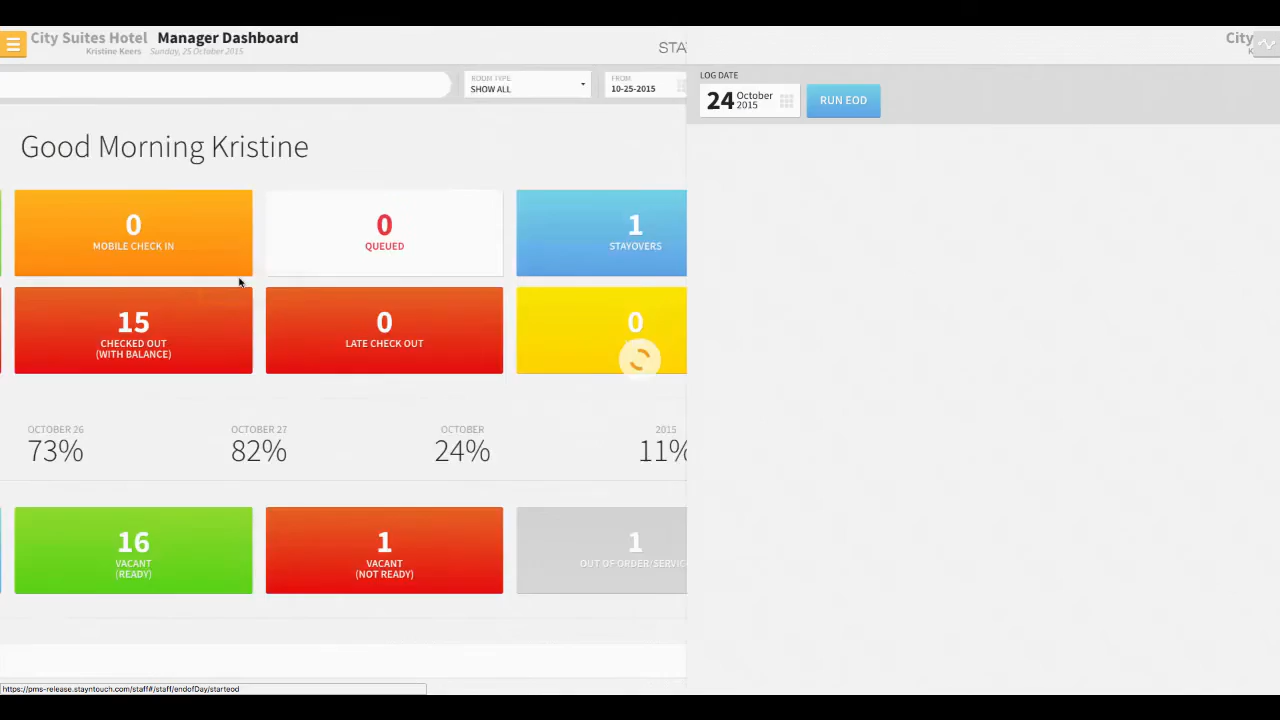 City Suites Hotel Manager Dashboard
Kristine Keers Sunday, 25 October 2015
STA
City
K
ROOM TYPE
SHOW ALL
FROM
10-25-2015
LOG DATE
24 October
2015
RUN EOD
Good Morning Kristine
0
MOBILE CHECK IN
0
QUEUED
1
STAYOVERS
15
CHECKED OUT
(WITH BALANCE)
0
LATE CHECK OUT
0
OCTOBER 26
73%
OCTOBER 27
82%
OCTOBER
24%
2015
11%
16
VACANT
(READY)
1
VACANT
(NOT READY)
1
OUT OF ORDER/SERVIC
https://pms-release.stayntouch.com/staff#/staff/endofDay/starteod